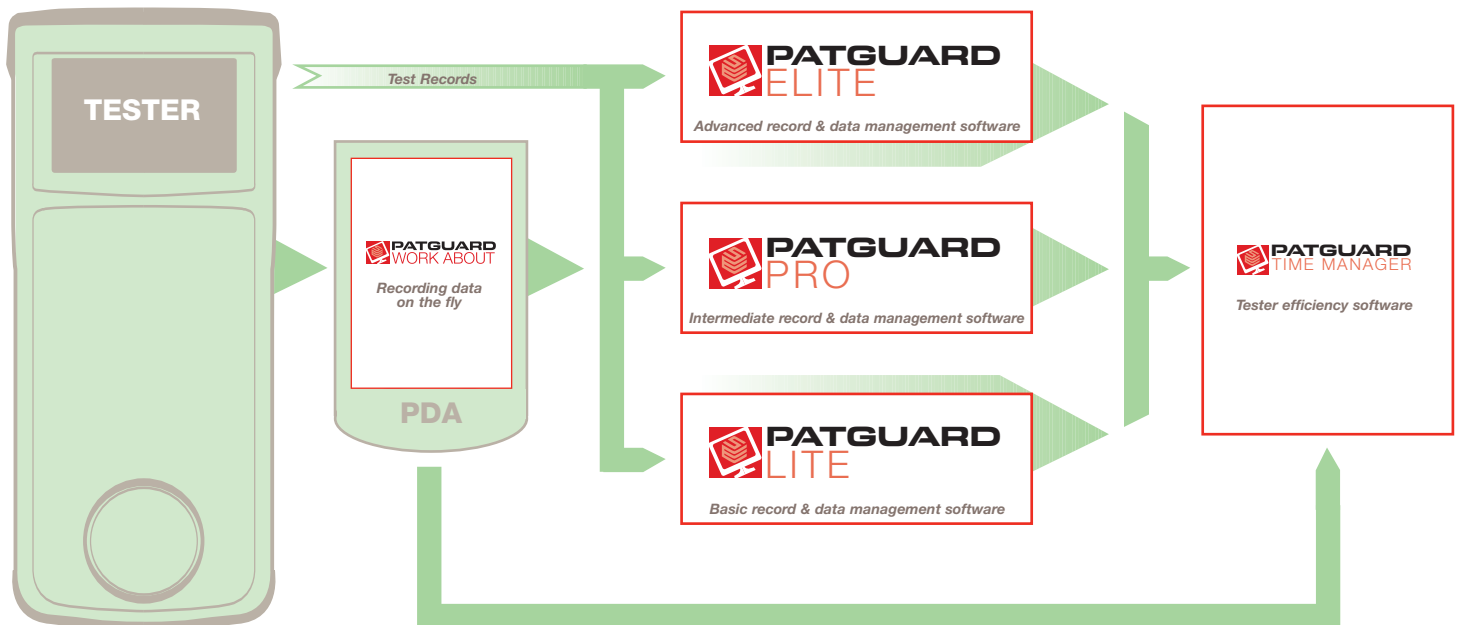 TESTER
Test Records
PATGUARD
WORK ABOUT
Recording data
on the fly
PDA
PATGUARD
ELITE
Advanced record & data management software
PATGUARD
PRO
Intermediate record & data management software
PATGUARD
LITE
Basic record & data management software
PATGUARD
TIME MANAGER
Tester efficiency software